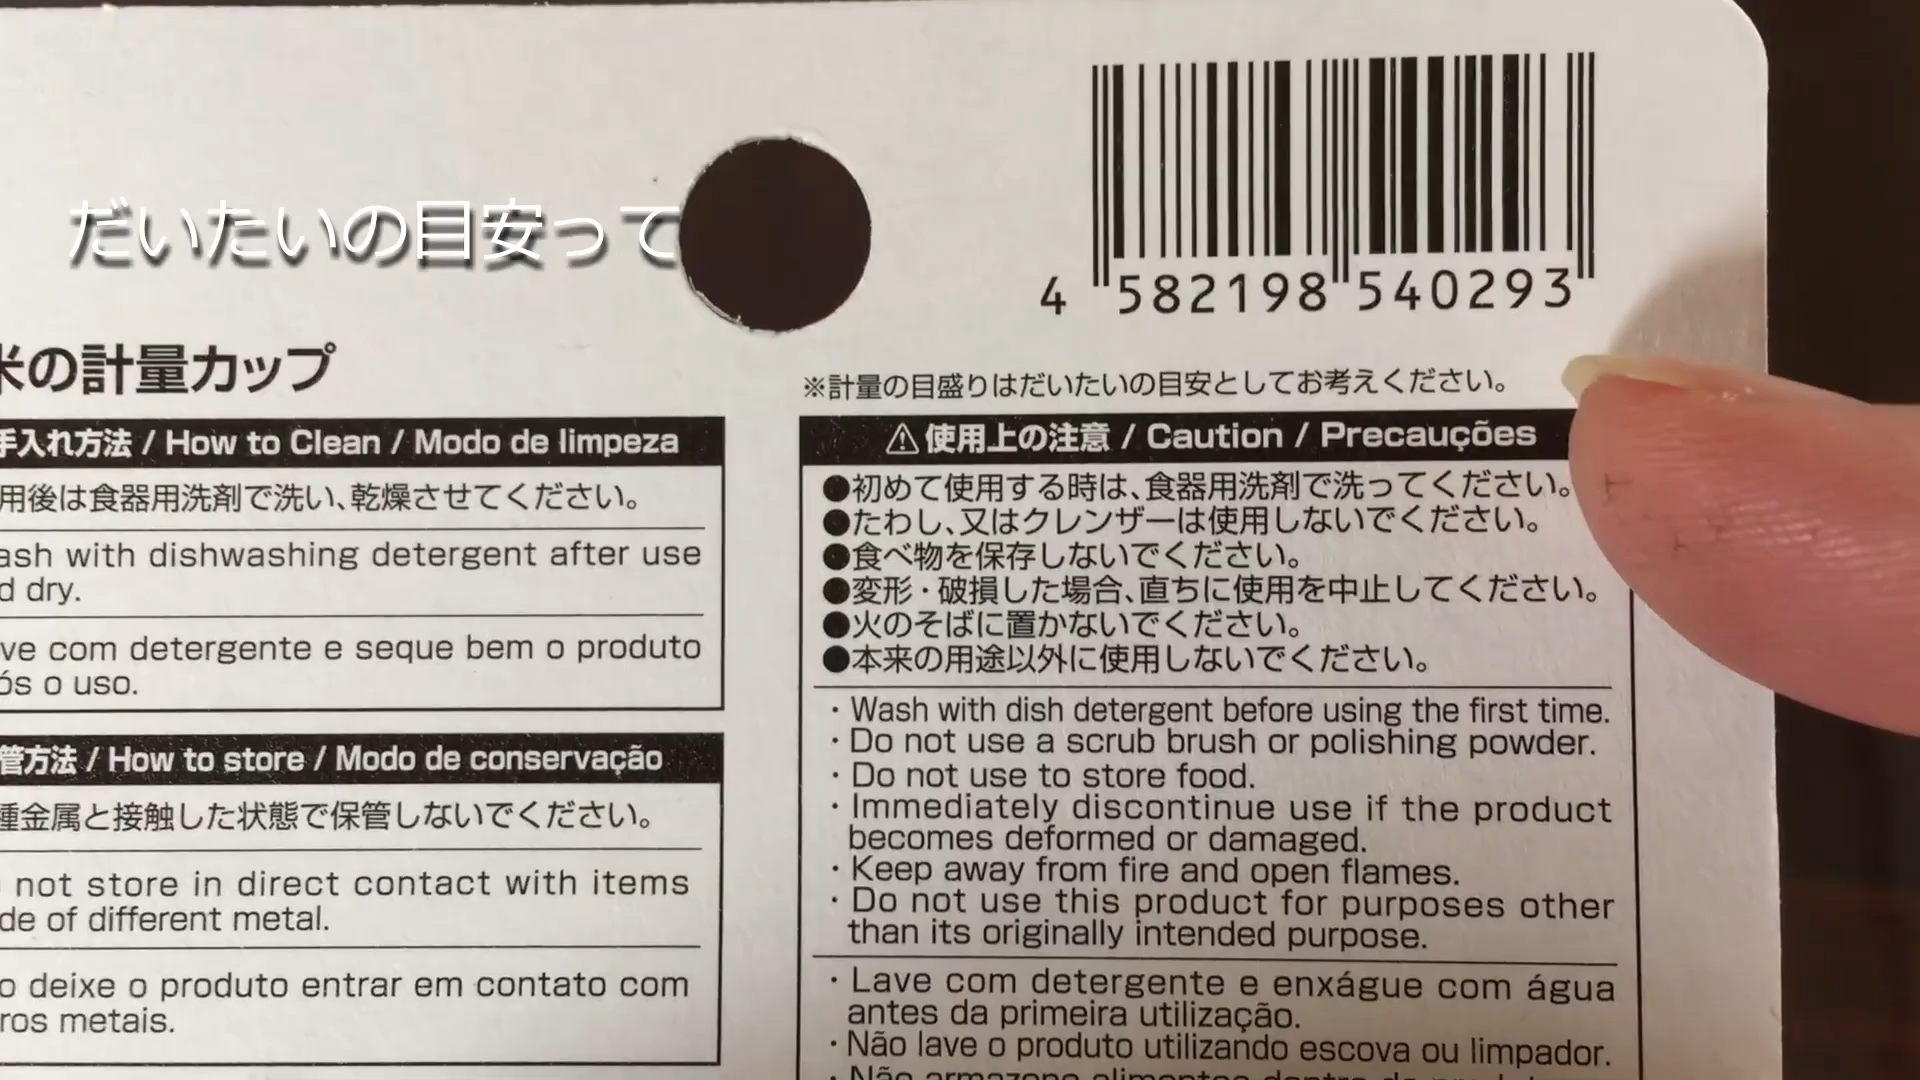 だいたいの目安って
4 582198 540293
米の計量カップ
※計量の目盛りはだいたいの目安としてお考えください。
手入れ方法 / How to Clean / Modo de limpeza
用後は食器用洗剤で洗い、乾燥させてください。
ash with dishwashing detergent after use
d dry.
ve com detergente e seque bem o produto
ós o uso.
管方法 / How to store / Modo de conservação
種金属と接触した状態で保管しないでください。
not store in direct contact with items
de of different metal.
o deixe o produto entrar em contato com
ros metais.
⚠使用上の注意 / Caution / Precauções
●初めて使用する時は、食器用洗剤で洗ってください。
●たわし、又はクレンザーは使用しないでください。
●食べ物を保存しないでください。
●変形・破損した場合、直ちに使用を中止してください。
●火のそばに置かないでください。
●本来の用途以外に使用しないでください。
・Wash with dish detergent before using the first time.
・Do not use a scrub brush or polishing powder.
・Do not use to store food.
・Immediately discontinue use if the product
becomes deformed or damaged.
・Keep away from fire and open flames.
・Do not use this product for purposes other
than its originally intended purpose.
・Lave com detergente e enxágue com água
antes da primeira utilização.
・Não lave o produto utilizando escova ou limpador.